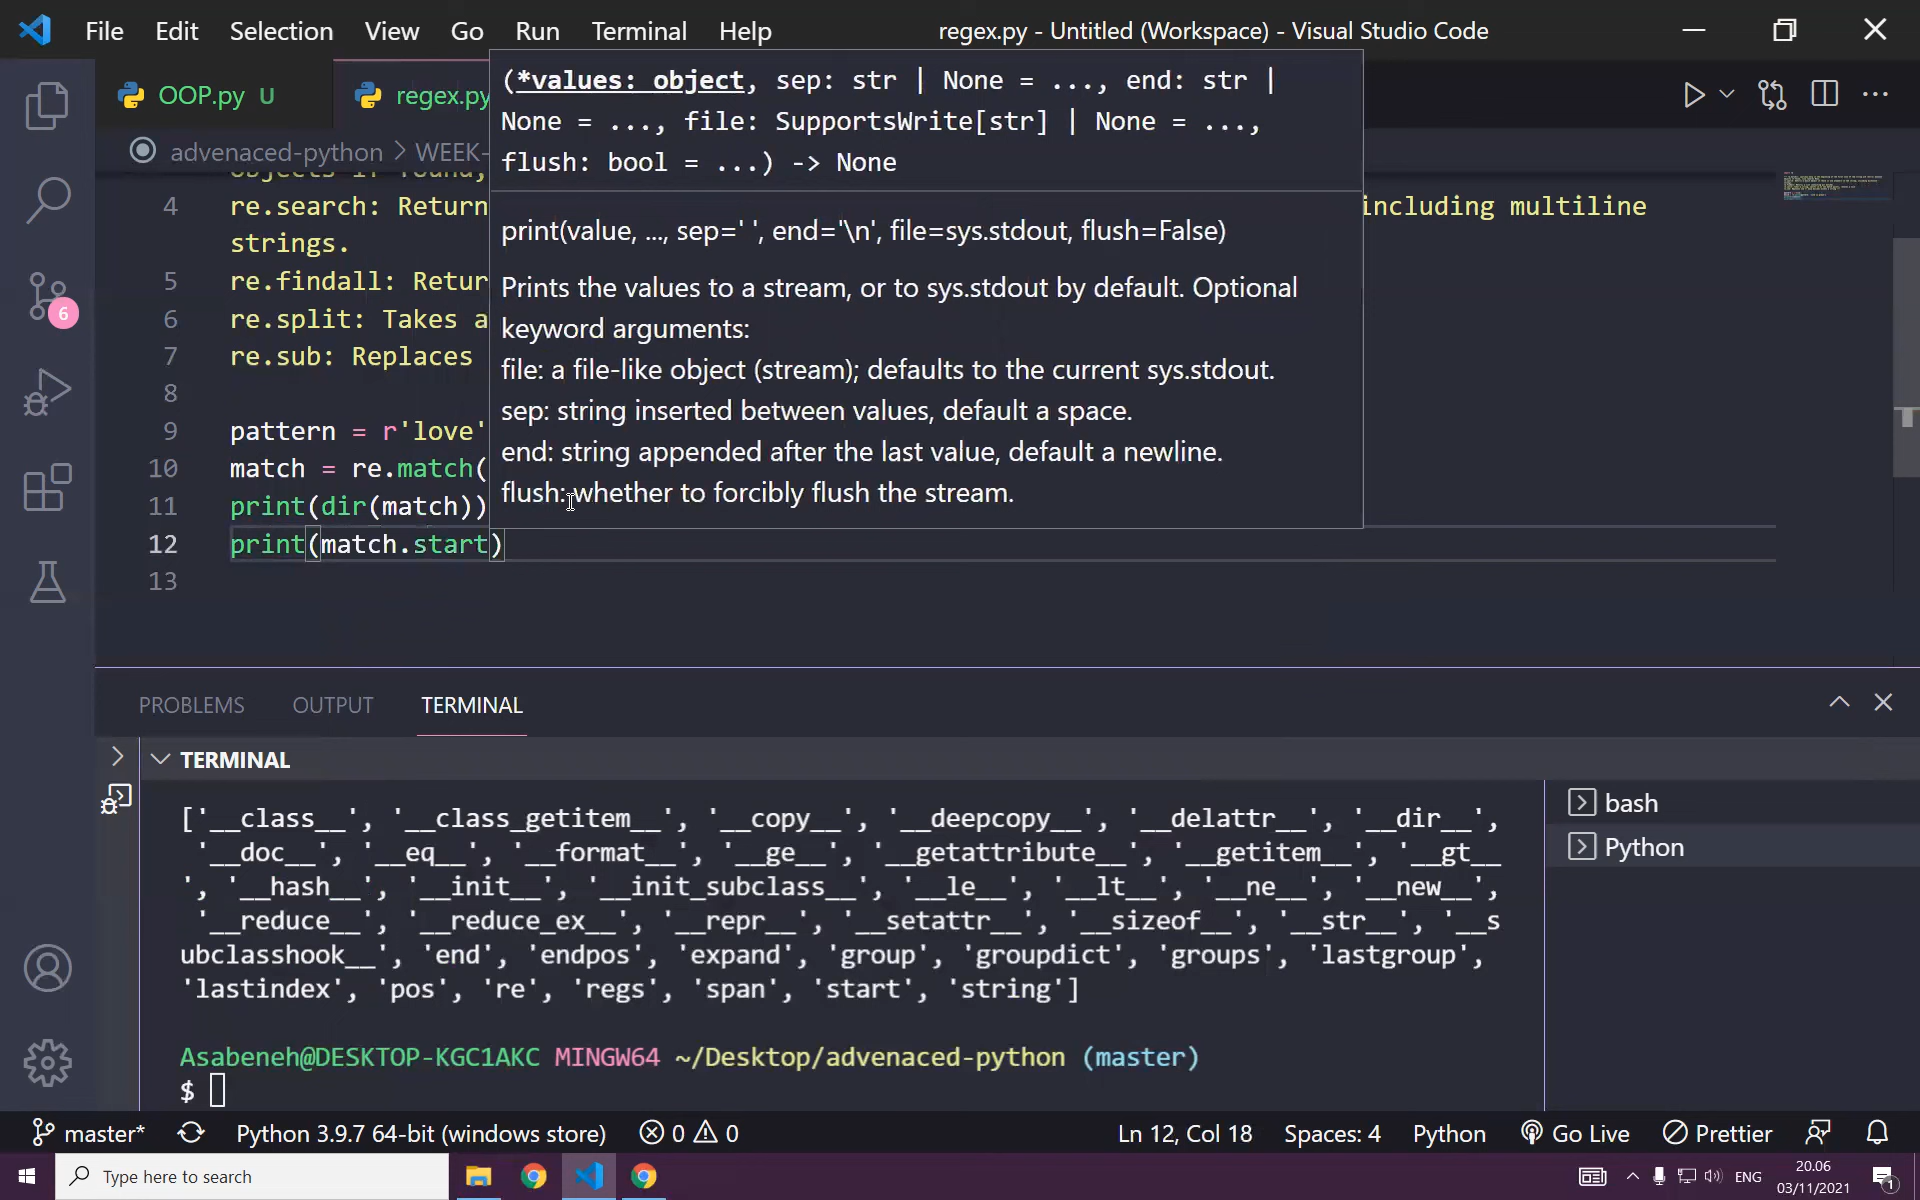 File Edit Selection View Go Run Terminal Help regex.py - Untitled (Workspace) - Visual Studio Code
OOP.py U regex.py
advenaced-python > WEEK-
(*values: object, sep: str | None = ..., end: str |
None = ..., file: SupportsWrite[str] | None = ...,
flush: bool = ...) -> None
print(value, ..., sep=' ', end='\n', file=sys.stdout, flush=False)
Prints the values to a stream, or to sys.stdout by default. Optional
keyword arguments:
file: a file-like object (stream); defaults to the current sys.stdout.
sep: string inserted between values, default a space.
end: string appended after the last value, default a newline.
flush: whether to forcibly flush the stream.
objects if found,
4 re.search: Return including multiline
strings.
5 re.findall: Retur
6 re.split: Takes a
7 re.sub: Replaces
8
9 pattern = r'love'
10 match = re.match(
11 print(dir(match))
12 print(match.start)
13
PROBLEMS OUTPUT TERMINAL
TERMINAL
['__class__', '__class_getitem__', '__copy__', '__deepcopy__', '__delattr__', '__dir__',
'__doc__', '__eq__', '__format__', '__ge__', '__getattribute__', '__getitem__', '__gt__
', '__hash__', '__init__', '__init_subclass__', '__le__', '__lt__', '__ne__', '__new__',
'__reduce__', '__reduce_ex__', '__repr__', '__setattr__', '__sizeof__', '__str__', '__s
ubclasshook__', 'end', 'endpos', 'expand', 'group', 'groupdict', 'groups', 'lastgroup',
'lastindex', 'pos', 're', 'regs', 'span', 'start', 'string']
Asabeneh@DESKTOP-KGC1AKC MINGW64 ~/Desktop/advenaced-python (master)
$
bash
Python
6
master* Python 3.9.7 64-bit (windows store) 0 0 Ln 12, Col 18 Spaces: 4 Python Go Live Prettier
Type here to search ENG 20.06
03/11/2021 1